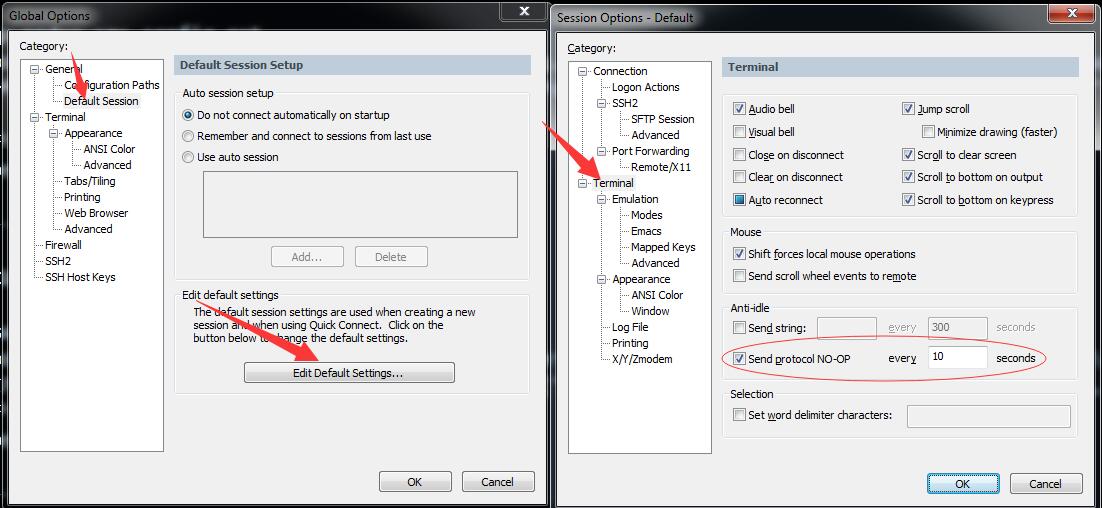 Global Options
Category:
General
Configuration Paths
Default Session
Terminal
Appearance
ANSI Color
Advanced
Tabs/Tiling
Printing
Web Browser
Advanced
Firewall
SSH2
SSH Host Keys
Default Session Setup
Auto session setup
Do not connect automatically on startup
Remember and connect to sessions from last use
Use auto session
Add...
Delete
Edit default settings
The default session settings are used when creating a new
session and when using Quick Connect. Click on the
button below to change the default settings.
Edit Default Settings...
OK
Cancel
Session Options - Default
Category:
Connection
Logon Actions
SSH2
SFTP Session
Advanced
Port Forwarding
Remote/X11
Terminal
Emulation
Modes
Emacs
Mapped Keys
Advanced
Appearance
ANSI Color
Window
Log File
Printing
X/Y/Zmodem
Terminal
Audio bell
Visual bell
Close on disconnect
Clear on disconnect
Auto reconnect
Jump scroll
Minimize drawing (faster)
Scroll to clear screen
Scroll to bottom on output
Scroll to bottom on keypress
Mouse
Shift forces local mouse operations
Send scroll wheel events to remote
Anti-idle
Send string: every 300 seconds
Send protocol NO-OP every 10 seconds
Selection
Set word delimiter characters:
OK
Cancel